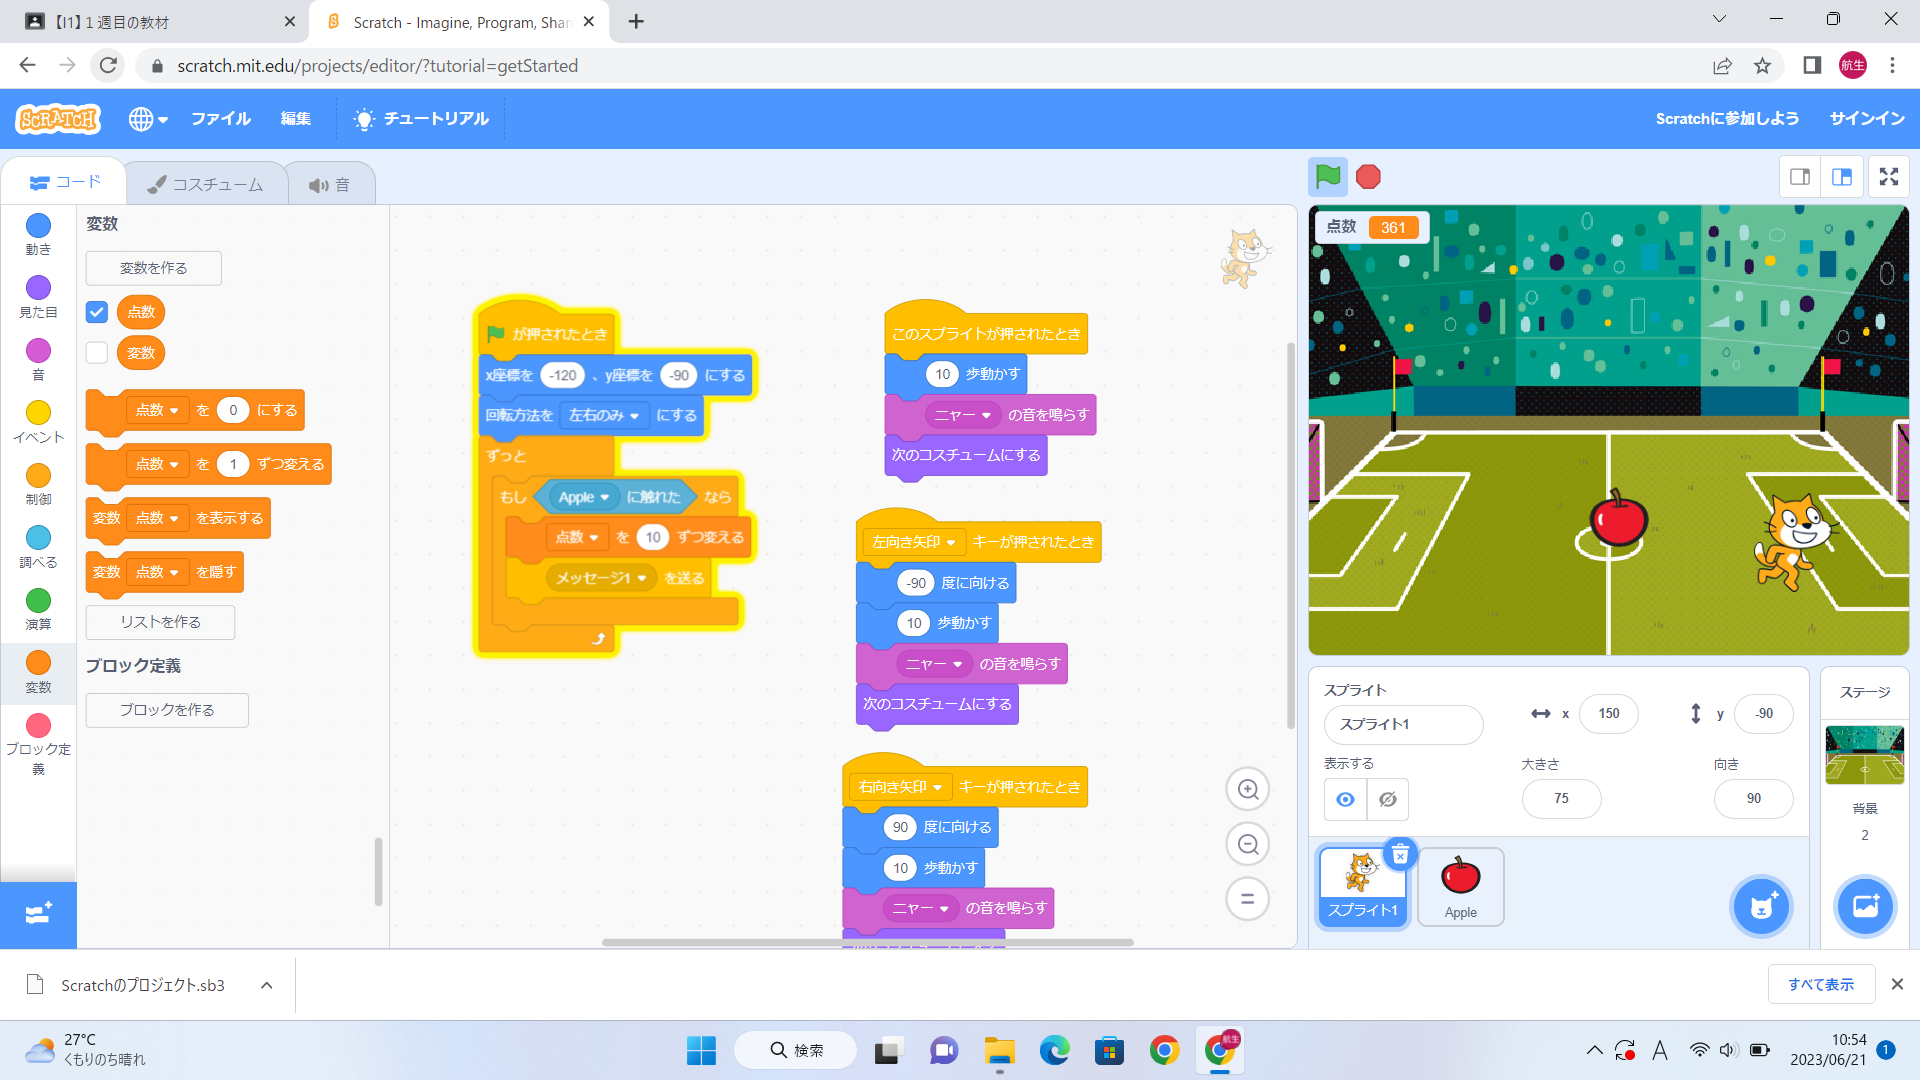 【I1】１週目の教材
Scratch - Imagine, Program, Shar
scratch.mit.edu/projects/editor/?tutorial=getStarted
航生
SCRATCH
ファイル
編集
チュートリアル
Scratchに参加しよう
サインイン
コード
コスチューム
音
動き
見た目
音
イベント
制御
調べる
演算
変数
ブロック定義
変数
変数を作る
点数
変数
点数 を 0 にする
点数 を 1 ずつ変える
変数 点数 を表示する
変数 点数 を隠す
リストを作る
ブロック定義
ブロックを作る
が押されたとき
x座標を -120 、y座標を -90 にする
回転方法を 左右のみ にする
ずっと
もし Apple に触れた なら
点数 を 10 ずつ変える
メッセージ1 を送る
このスプライトが押されたとき
10 歩動かす
ニャー の音を鳴らす
次のコスチュームにする
左向き矢印 キーが押されたとき
-90 度に向ける
10 歩動かす
ニャー の音を鳴らす
次のコスチュームにする
右向き矢印 キーが押されたとき
90 度に向ける
10 歩動かす
ニャー の音を鳴らす
点数 361
スプライト
スプライト1
x 150
y -90
表示する
大きさ
75
向き
90
スプライト1
Apple
ステージ
背景
2
Scratchのプロジェクト.sb3
すべて表示
27°C
くもりのち晴れ
検索
航生
A
10:54
2023/06/21
1